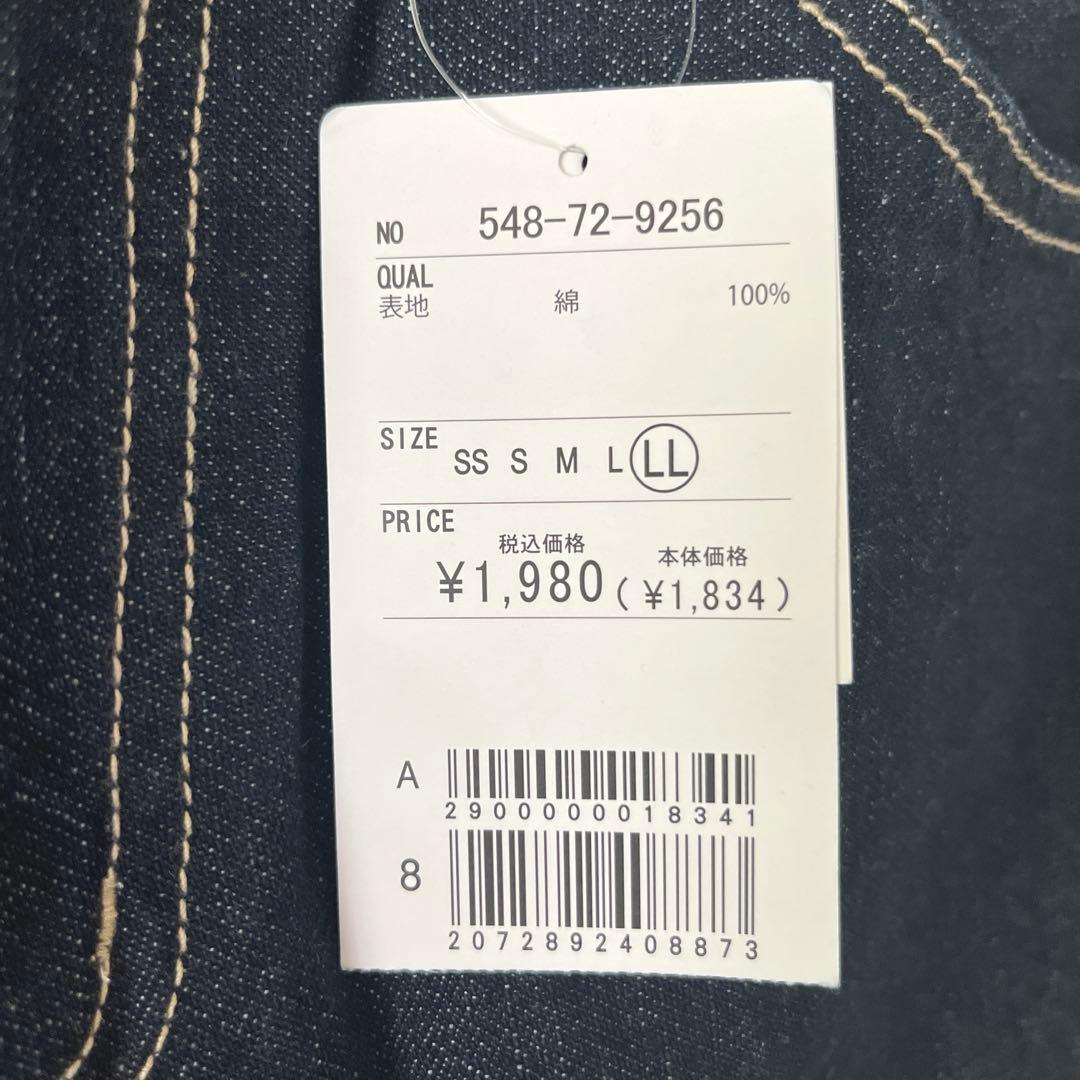 NO 548-72-9256
QUAL
表地 綿 100%
SIZE SS S M L LL
PRICE
税込価格 本体価格
¥1,980 (¥1,834)
A
2900000018341
8
2072892408873